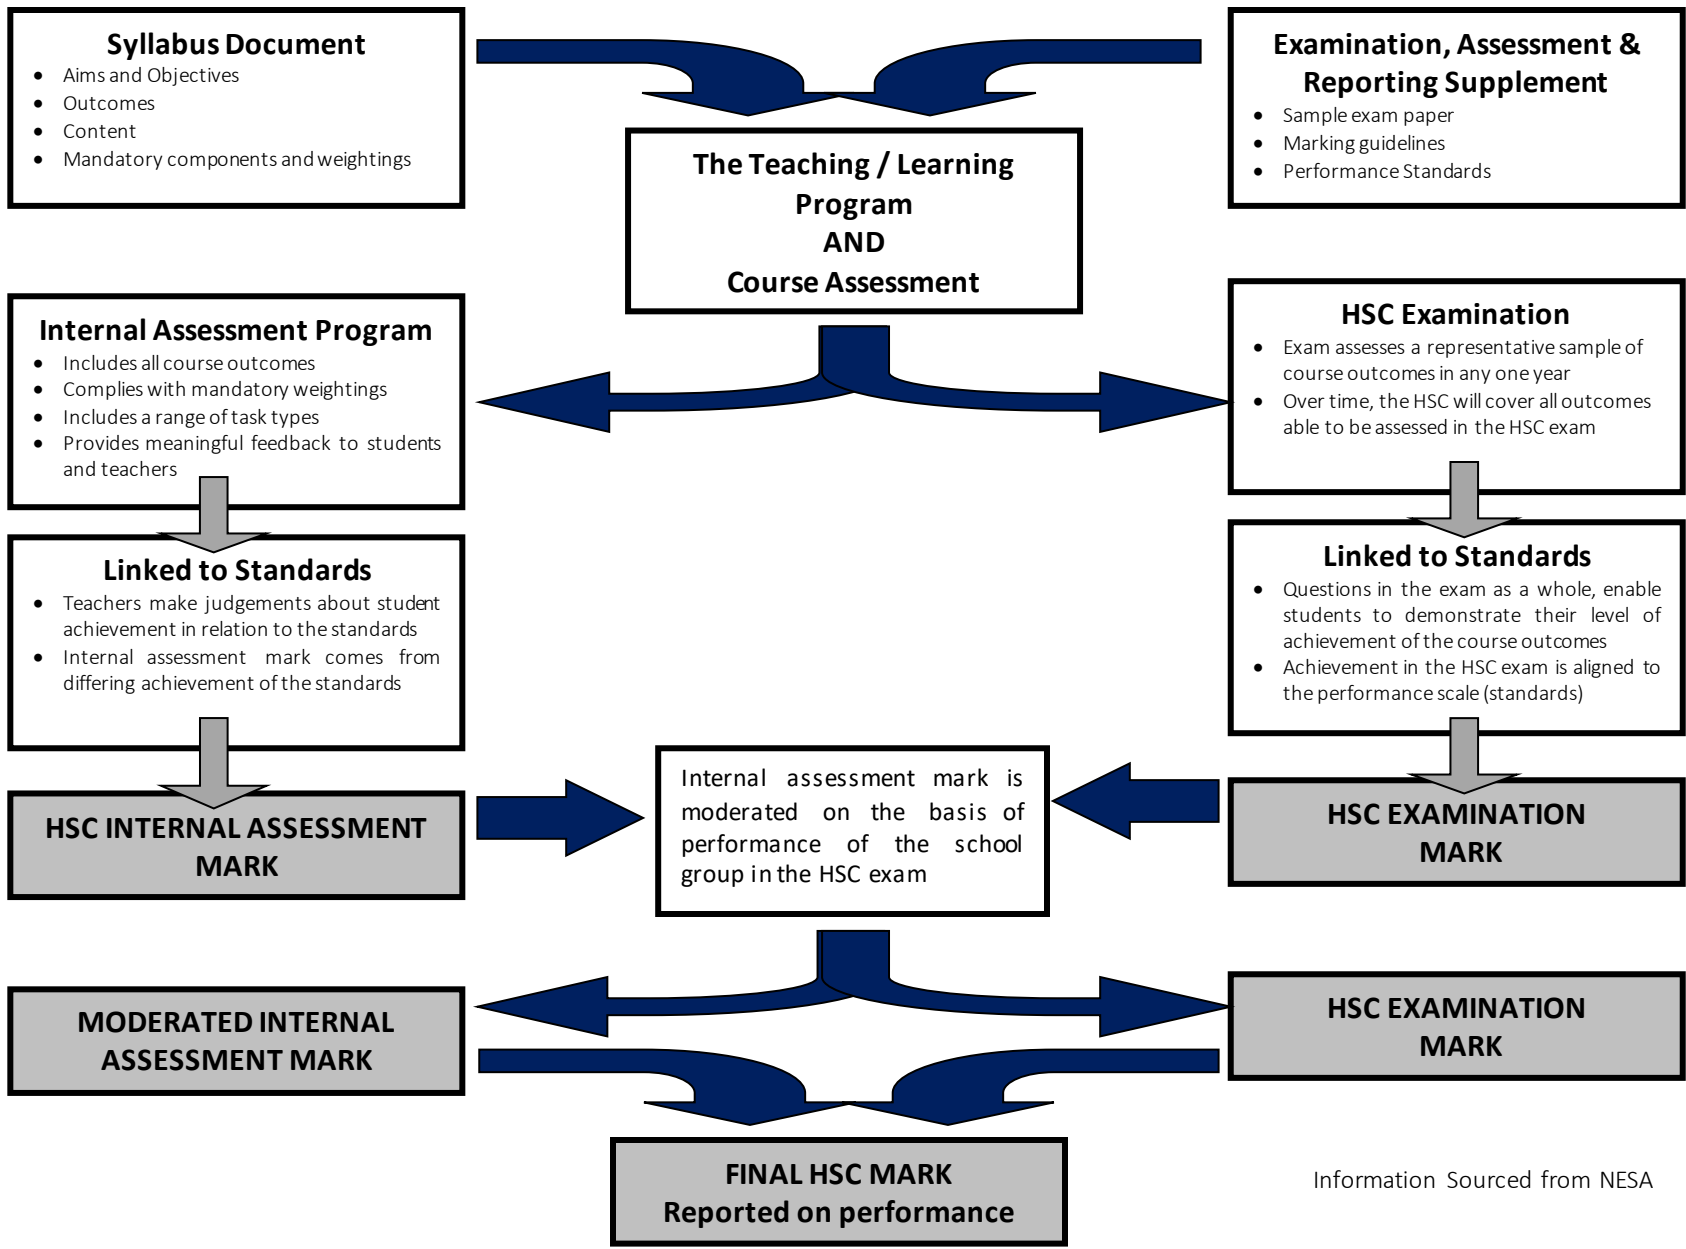 Syllabus Document
• Aims and Objectives
• Outcomes
• Content
• Mandatory components and weightings
Examination, Assessment &
Reporting Supplement
• Sample exam paper
• Marking guidelines
• Performance Standards
The Teaching / Learning
Program
AND
Course Assessment
Internal Assessment Program
• Includes all course outcomes
• Complies with mandatory weightings
• Includes a range of task types
• Provides meaningful feedback to students
and teachers
HSC Examination
• Exam assesses a representative sample of
course outcomes in any one year
• Over time, the HSC will cover all outcomes
able to be assessed in the HSC exam
Linked to Standards
• Teachers make judgements about student
achievement in relation to the standards
• Internal assessment mark comes from
differing achievement of the standards
Linked to Standards
• Questions in the exam as a whole, enable
students to demonstrate their level of
achievement of the course outcomes
• Achievement in the HSC exam is aligned to
the performance scale (standards)
HSC INTERNAL ASSESSMENT
MARK
Internal assessment mark is
moderated on the basis of
performance of the school
group in the HSC exam
HSC EXAMINATION
MARK
MODERATED INTERNAL
ASSESSMENT MARK
HSC EXAMINATION
MARK
FINAL HSC MARK
Reported on performance
Information Sourced from NESA